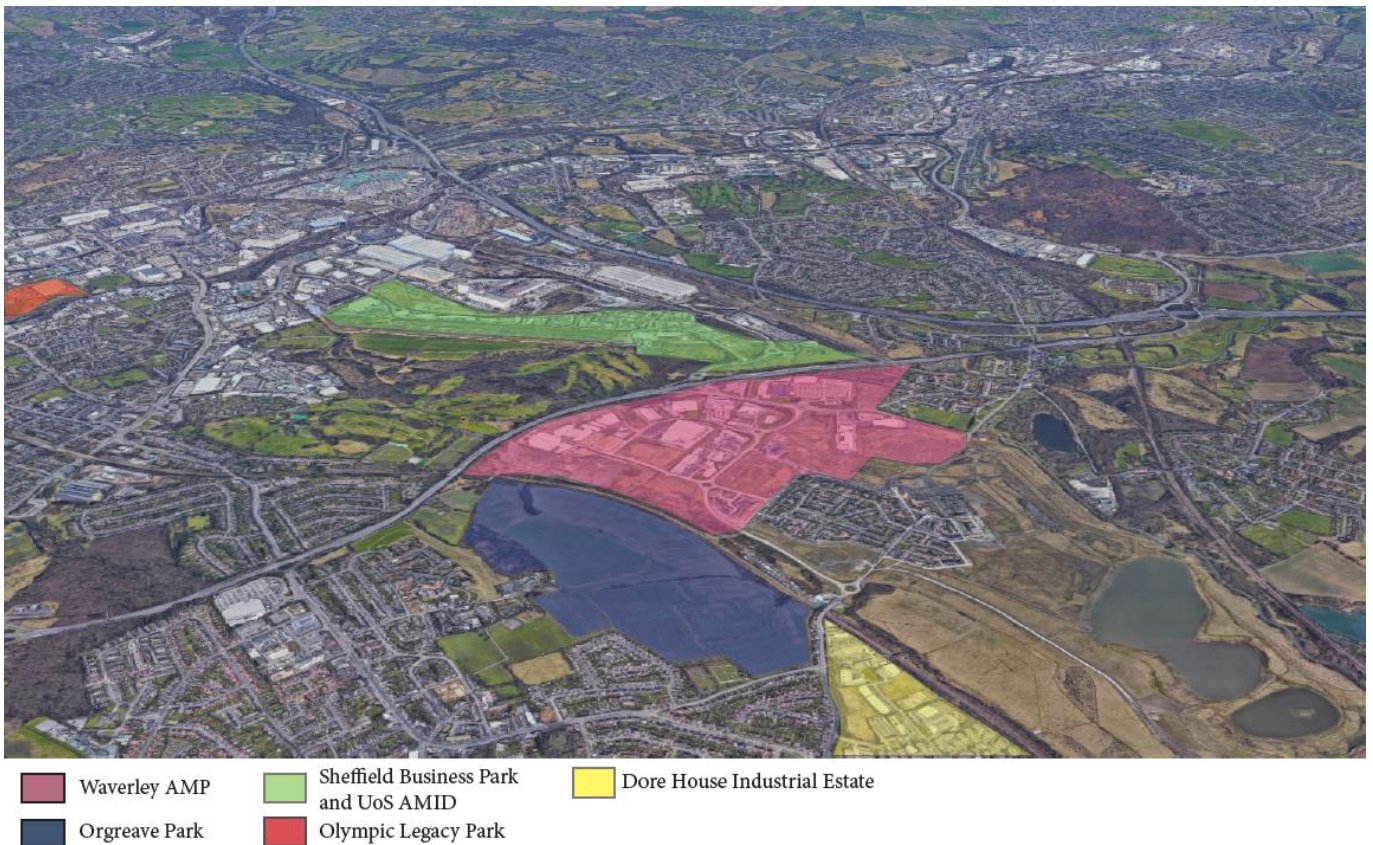 Waverley AMP
Orgreave Park
Sheffield Business Park
and UoS AMID
Olympic Legacy Park
Dore House Industrial Estate